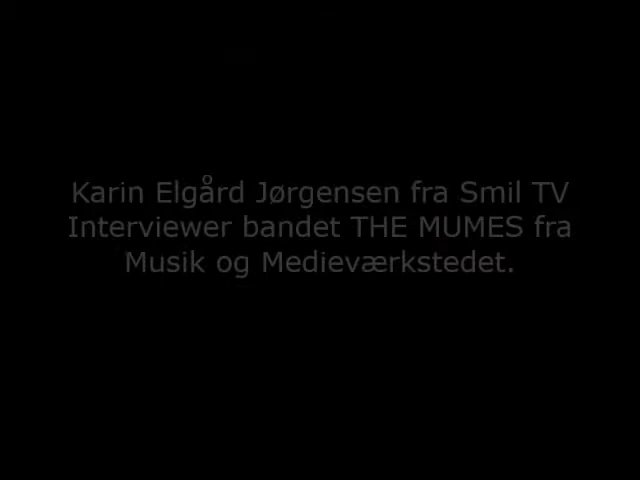 Karin Elgård Jørgensen fra Smil TV
Interviewer bandet THE MUMES fra
Musik og Medieværkstedet.